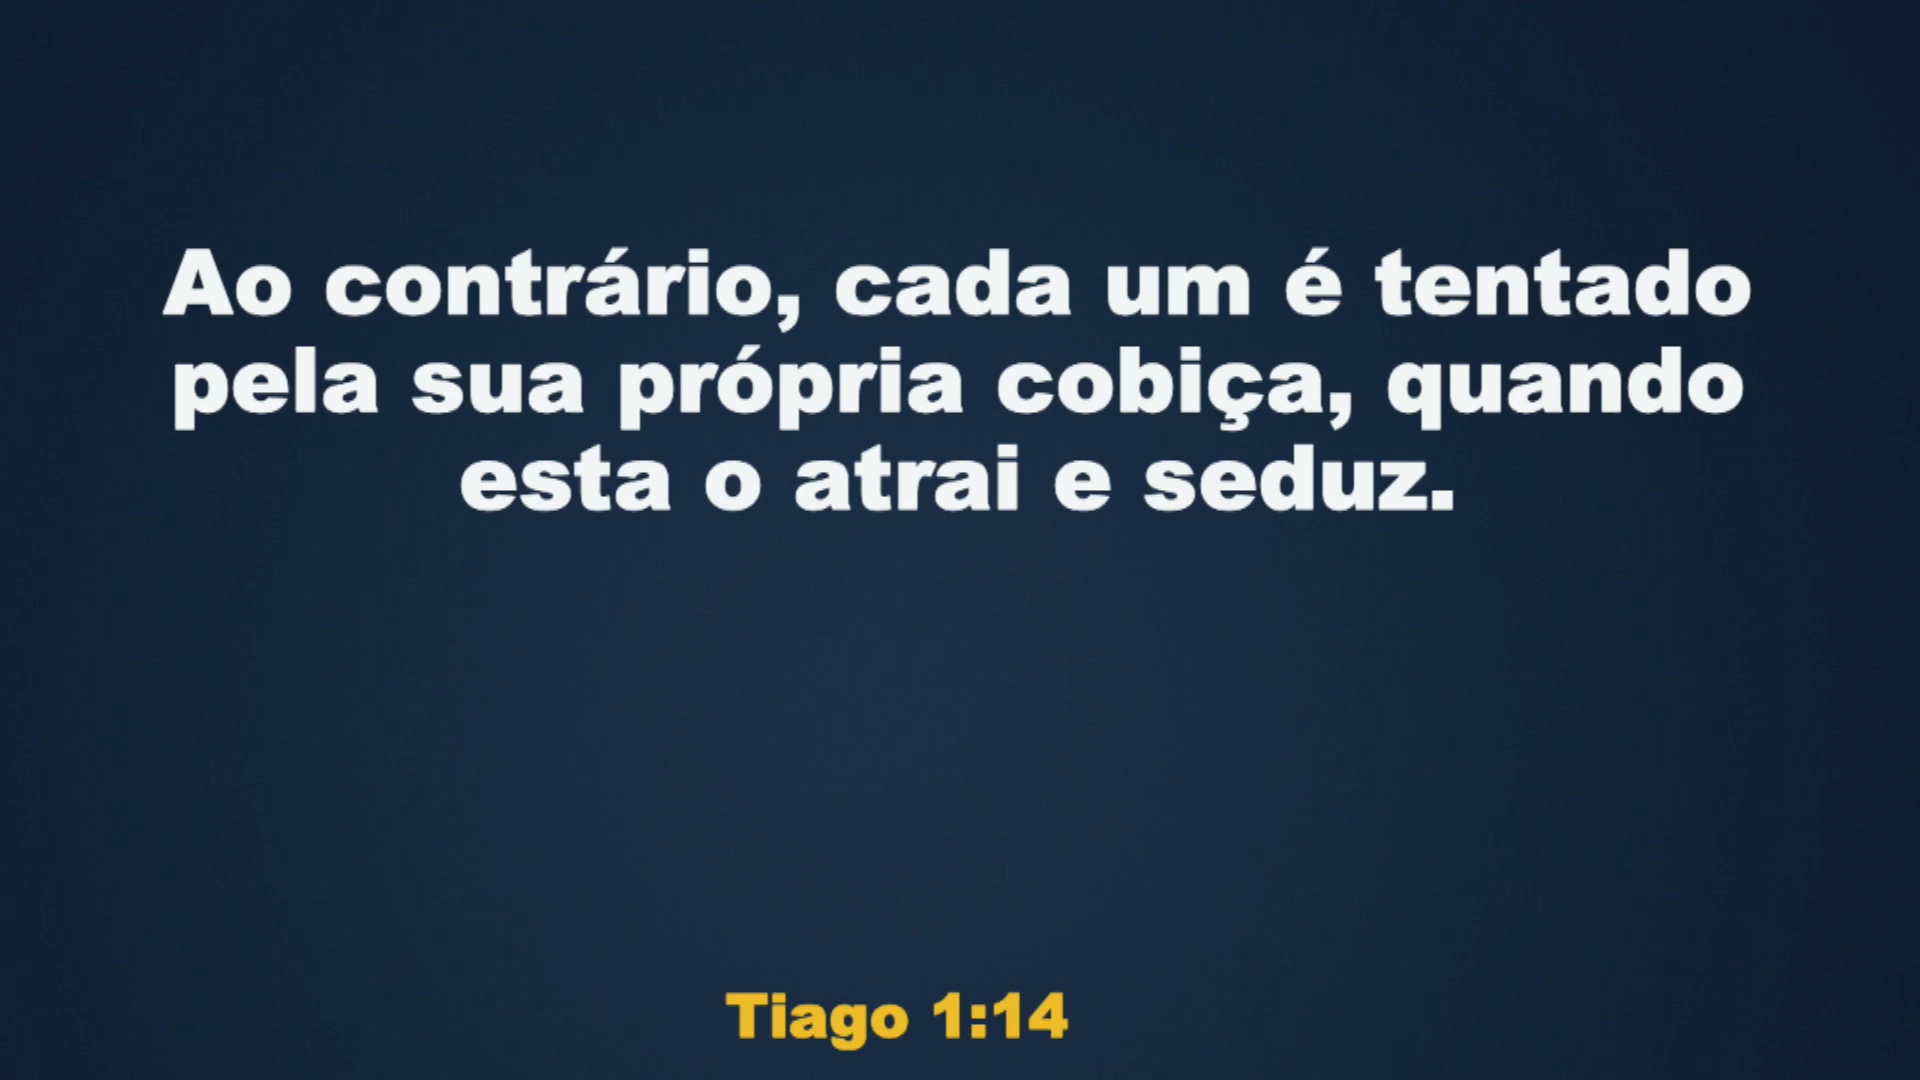 Ao contrário, cada um é tentado
pela sua própria cobiça, quando
esta o atrai e seduz.
Tiago 1:14